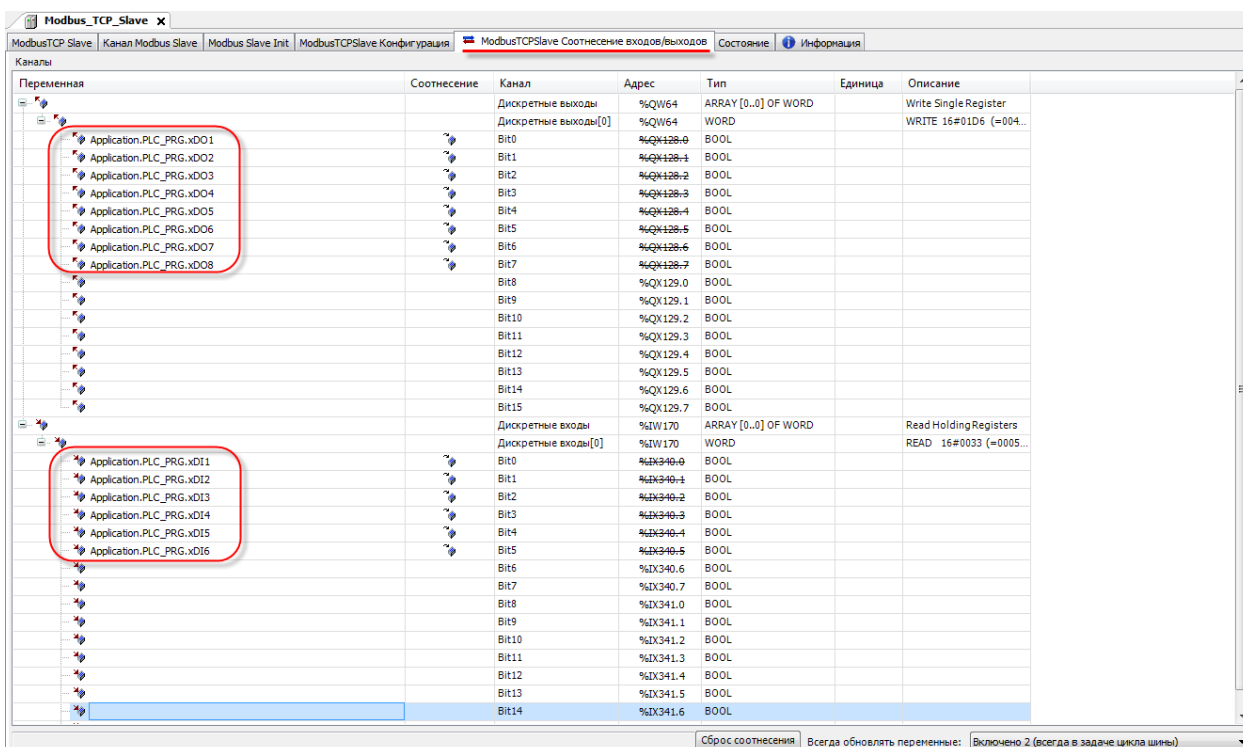 Modbus_TCP_Slave x
ModbusTCP Slave Канал Modbus Slave Modbus Slave Init ModbusTCPSlave Конфигурация ModbusTCPSlave Соотнесение входов/выходов Состояние Информация
Каналы
Переменная Соотнесение Канал Адрес Тип Единица Описание
Дискретные выходы %QW64 ARRAY [0..0] OF WORD Write Single Register
Дискретные выходы[0] %QW64 WORD WRITE 16#01D6 (=004...
Application.PLC_PRG.xDO1 Bit0 %QX128.0 BOOL
Application.PLC_PRG.xDO2 Bit1 %QX128.1 BOOL
Application.PLC_PRG.xDO3 Bit2 %QX128.2 BOOL
Application.PLC_PRG.xDO4 Bit3 %QX128.3 BOOL
Application.PLC_PRG.xDO5 Bit4 %QX128.4 BOOL
Application.PLC_PRG.xDO6 Bit5 %QX128.5 BOOL
Application.PLC_PRG.xDO7 Bit6 %QX128.6 BOOL
Application.PLC_PRG.xDO8 Bit7 %QX128.7 BOOL
Bit8 %QX129.0 BOOL
Bit9 %QX129.1 BOOL
Bit10 %QX129.2 BOOL
Bit11 %QX129.3 BOOL
Bit12 %QX129.4 BOOL
Bit13 %QX129.5 BOOL
Bit14 %QX129.6 BOOL
Bit15 %QX129.7 BOOL
Дискретные входы %IW170 ARRAY [0..0] OF WORD Read Holding Registers
Дискретные входы[0] %IW170 WORD READ 16#0033 (=0005...
Application.PLC_PRG.xDI1 Bit0 %IX340.0 BOOL
Application.PLC_PRG.xDI2 Bit1 %IX340.1 BOOL
Application.PLC_PRG.xDI3 Bit2 %IX340.2 BOOL
Application.PLC_PRG.xDI4 Bit3 %IX340.3 BOOL
Application.PLC_PRG.xDI5 Bit4 %IX340.4 BOOL
Application.PLC_PRG.xDI6 Bit5 %IX340.5 BOOL
Bit6 %IX340.6 BOOL
Bit7 %IX340.7 BOOL
Bit8 %IX341.0 BOOL
Bit9 %IX341.1 BOOL
Bit10 %IX341.2 BOOL
Bit11 %IX341.3 BOOL
Bit12 %IX341.4 BOOL
Bit13 %IX341.5 BOOL
Bit14 %IX341.6 BOOL
Сброс соотнесения Всегда обновлять переменные: Включено 2 (всегда в задаче цикла шины)